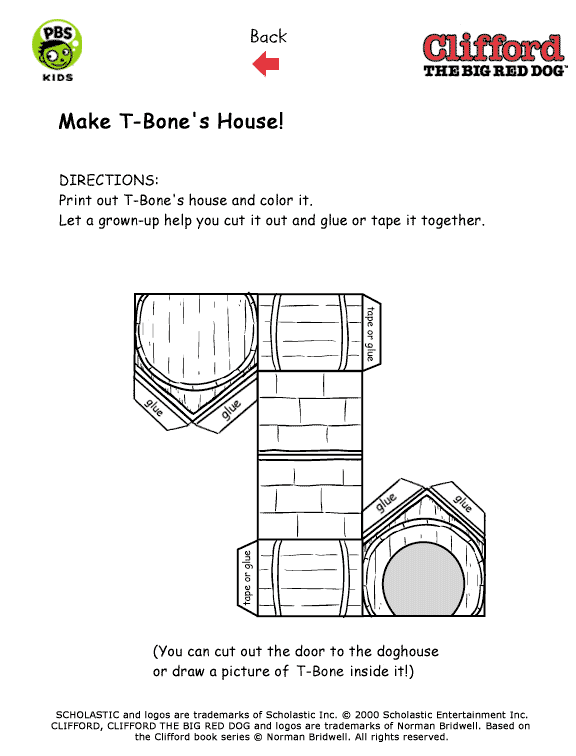 PBS
KIDS
Back
Clifford
THE BIG RED DOG™
Make T-Bone's House!
DIRECTIONS:
Print out T-Bone's house and color it.
Let a grown-up help you cut it out and glue or tape it together.
tape or glue
glue
glue
glue
glue
tape or glue
(You can cut out the door to the doghouse
or draw a picture of T-Bone inside it!)
SCHOLASTIC and logos are trademarks of Scholastic Inc. © 2000 Scholastic Entertainment Inc.
CLIFFORD, CLIFFORD THE BIG RED DOG and logos are trademarks of Norman Bridwell. Based on
the Clifford book series © Norman Bridwell. All rights reserved.